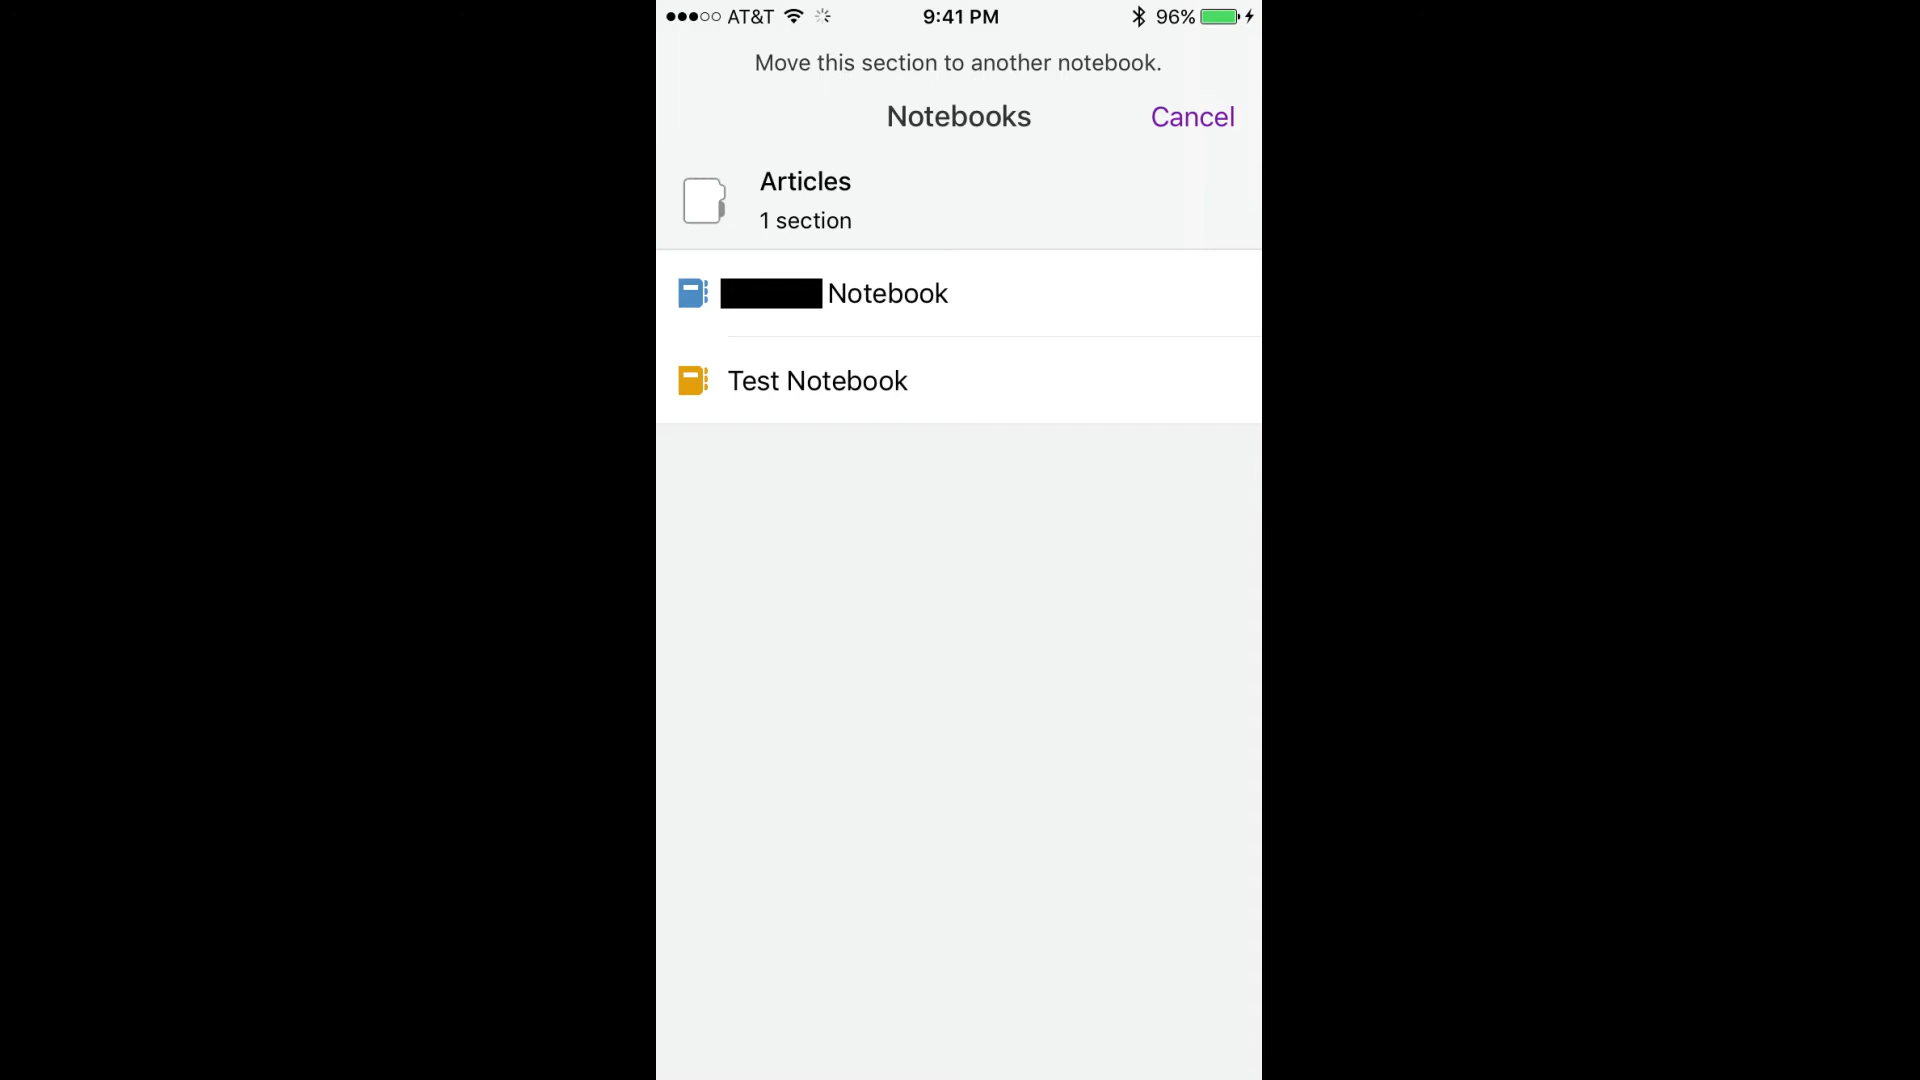 AT&T 9:41 PM 96%
Move this section to another notebook.
Notebooks Cancel
Articles
1 section
Notebook
Test Notebook